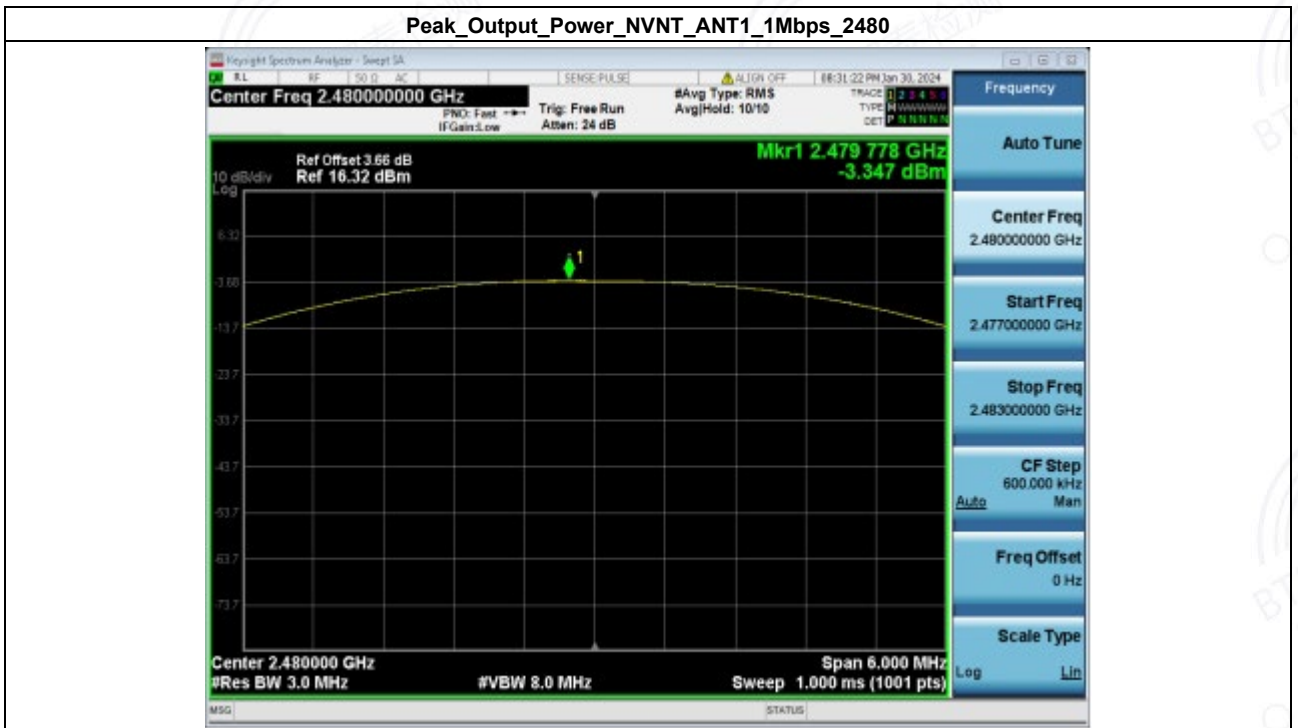 Peak_Output_Power_NVNT_ANT1_1Mbps_2480
Keysight Spectrum Analyzer - Swept SA
RL RF 50 Ω AC SENSE:PULSE ALIGN OFF 08:31:22 PM Jan 30, 2024
Center Freq 2.480000000 GHz
PNO: Fast
IFGain:Low
Trig: Free Run
Atten: 24 dB
#Avg Type: RMS
Avg|Hold: 10/10
TRACE 1 2 3 4 5 6
TYPE M WWWWW
DET P N N N N N
Ref Offset 3.66 dB
10 dB/div Ref 16.32 dBm
Log
Mkr1 2.479 778 GHz
-3.347 dBm
1
6.32
-3.68
-13.7
-23.7
-33.7
-43.7
-53.7
-63.7
-73.7
Center 2.480000 GHz Span 6.000 MHz
#Res BW 3.0 MHz #VBW 8.0 MHz Sweep 1.000 ms (1001 pts)
MSG STATUS
Frequency
Auto Tune
Center Freq
2.480000000 GHz
Start Freq
2.477000000 GHz
Stop Freq
2.483000000 GHz
CF Step
600.000 kHz
Auto Man
Freq Offset
0 Hz
Scale Type
Log Lin